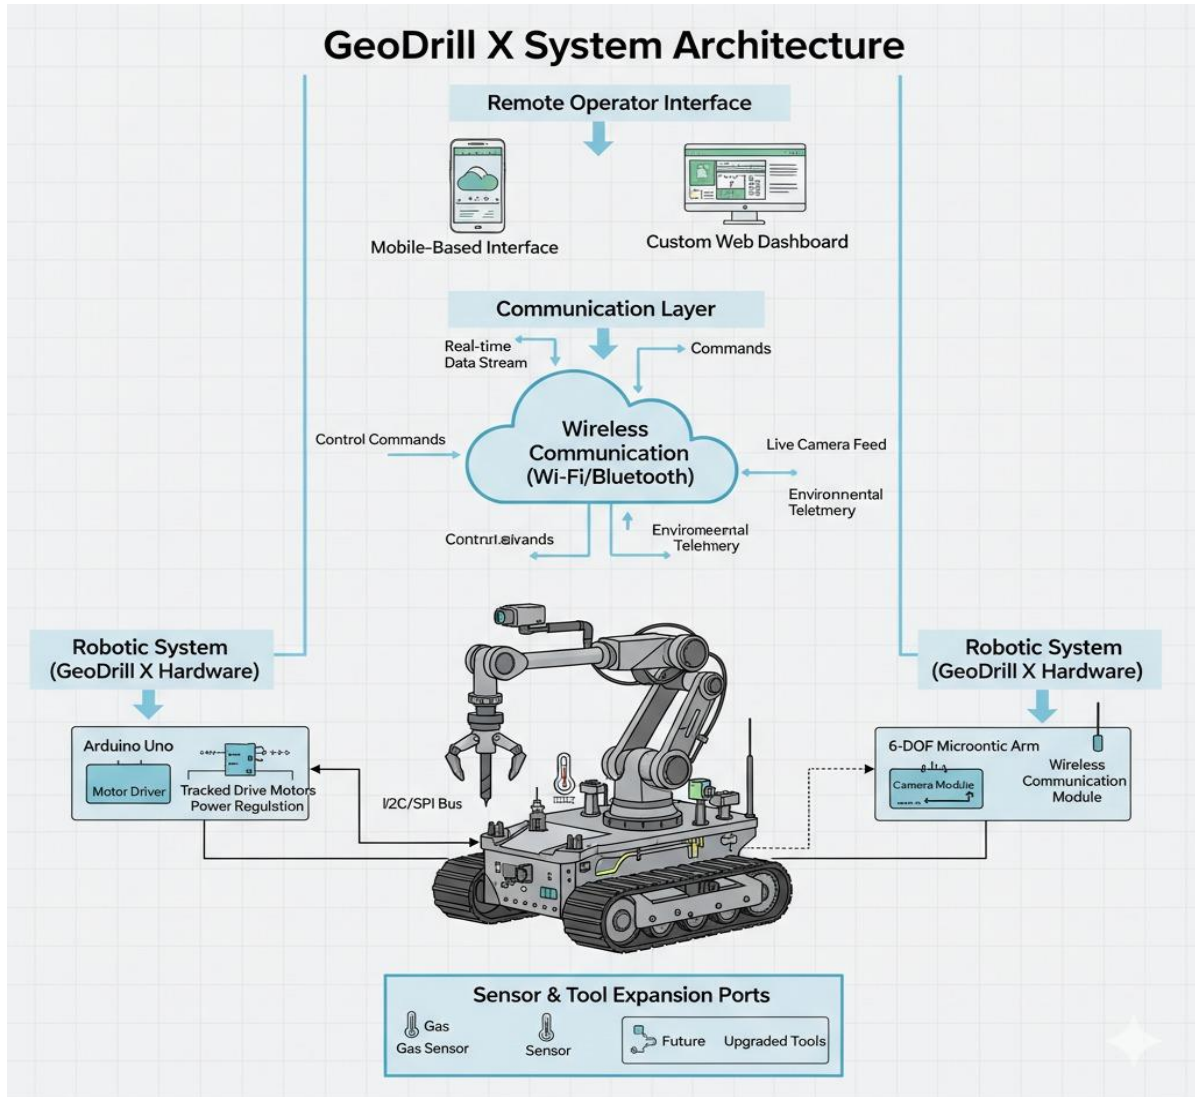 GeoDrill X System Architecture
Remote Operator Interface
Mobile-Based Interface
Custom Web Dashboard
Communication Layer
Real-time
Data Stream
Commands
Wireless
Communication
(Wi-Fi/Bluetooth)
Control Commands
Live Camera Feed
Environnental
Teletmery
Enviromeerntal
Telehmery
Robotic System
(GeoDrill X Hardware)
Arduino Uno
Motor Driver
Tracked Drive Motors
Power Regulstion
I/2C/SPI Bus
Robotic System
(GeoDrill X Hardware)
6-DOF Microontic Arm
Camera Module
Wireless
Communication
Module
Sensor & Tool Expansion Ports
Gas
Gas Sensor
Sensor
Future
Upgraded Tools